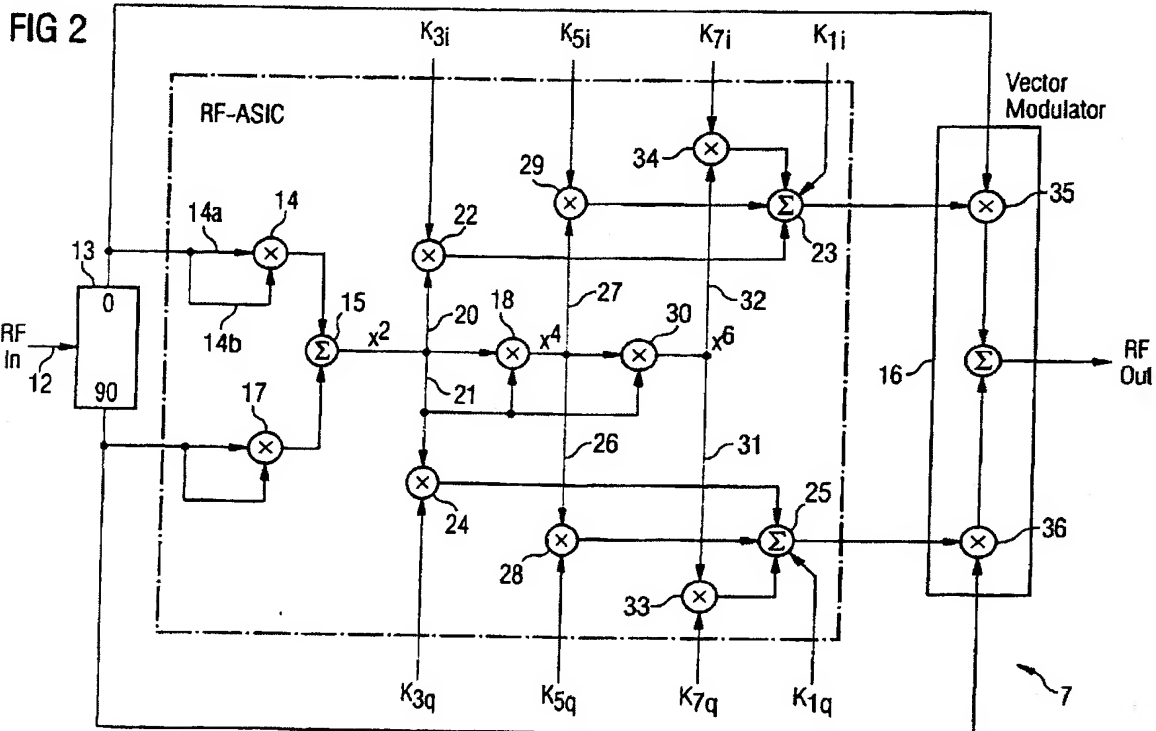 FIG 2
K3i
K5i
K7i
K1i
Vector
Modulator
RF-ASIC
34
29
35
14a
14
22
Σ
23
13
0
14b
15
20
18
27
30
32
RF
In
12
Σ
x²
x⁴
x⁶
16
Σ
RF
Out
90
17
21
26
31
24
25
28
Σ
36
33
K3q
K5q
K7q
K1q
7